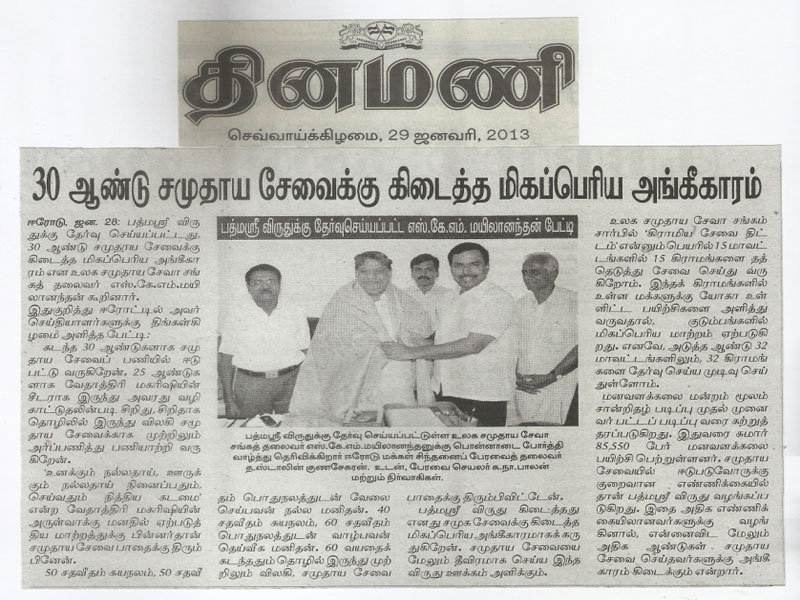 தினமணி
செவ்வாய்க்கிழமை, 29 ஜனவரி, 2013
30 ஆண்டு சமுதாய சேவைக்கு கிடைத்த மிகப்பெரிய அங்கீகாரம்
ஈரோடு, ஜன. 28: பத்மஸ்ரீ விரு
துக்கு தேர்வு செய்யப்பட்டது,
30 ஆண்டு சமுதாய சேவைக்கு
கிடைத்த மிகப்பெரிய அங்கீகா
ரம் என உலக சமுதாய சேவா சங்
கத் தலைவர் எஸ்.கே.எம்.மயி
லானந்தன் கூறினார்.
இதுகுறித்து ஈரோட்டில் அவர்
செய்தியாளர்களுக்கு திங்கள்கி
ழமை அளித்த பேட்டி:
கடந்த 30 ஆண்டுகளாக சமு
தாய சேவைப் பணியில் ஈடு
பட்டு வருகிறேன். 25 ஆண்டுக
ளாக வேதாத்திரி மகரிஷியின்
சீடராக இருந்து அவரது வழி
காட்டுதலின்படி சிறிது, சிறிதாக
தொழிலில் இருந்து விலகி சமு
தாய சேவைக்காக முற்றிலும்
அர்ப்பணித்து பணியாற்றி வரு
கிறேன்.
'உனக்கும் நல்லதாய், ஊருக்
கும் நல்லதாய் நினைப்பதும்,
செய்வதும் நித்திய கடமை'
என்ற வேதாத்திரி மகரிஷியின்
அருள்வாக்கு மனதில் ஏற்படுத்
திய மாற்றத்துக்கு பின்னர்தான்
சமுதாய சேவை பாதைக்கு திரும்
பினேன்.
50 சதவீதம் சுயநலம், 50 சதவீ
பத்மஸ்ரீ விருதுக்கு தேர்வுசெய்யப்பட்ட எஸ்.கே.எம். மயிலானந்தன் பேட்டி
பத்மஸ்ரீ விருதுக்கு தேர்வு செய்யப்பட்டுள்ள உலக சமுதாய சேவா
சங்கத் தலைவர் எஸ்.கே.எம்.மயிலானந்தனுக்கு பொன்னாடை போர்த்தி
வாழ்த்து தெரிவிக்கிறார் ஈரோடு மக்கள் சிந்தனைப் பேரவைத் தலைவர்
த.ஸ்டாலின் குணசேகரன். உடன், பேரவை செயலர் க.நா.பாலன்
மற்றும் நிர்வாகிகள்.
தம் பொதுநலத்துடன் வேலை
செய்பவன் நல்ல மனிதன். 40
சதவீதம் சுயநலம், 60 சதவீதம்
பொதுநலத்துடன் வாழ்பவன்
தெய்வீக மனிதன். 60 வயதைக்
கடந்ததும் தொழில் இருந்து முற்
றிலும் விலகி, சமுதாய சேவை
பாதைக்கு திரும்பிவிட்டேன்.
பத்மஸ்ரீ விருது கிடைத்தது
எனது சமூக சேவைக்கு கிடைத்த
மிகப்பெரிய அங்கீகாரமாகக் கரு
துகிறேன். சமுதாய சேவையை
மேலும் தீவிரமாகச் செய்ய இந்த
விருது ஊக்கம் அளிக்கும்.
உலக சமுதாய சேவா சங்கம்
சார்பில் 'கிராமிய சேவை திட்
டம்' என்னும் பெயரில் 15 மாவட்
டங்களில் 15 கிராமங்களை தத்
தெடுத்து சேவை செய்து வரு
கிறோம். இந்தக் கிராமங்களில்
உள்ள மக்களுக்கு யோகா உள்
ளிட்ட பயிற்சிகளை அளித்து
வருவதால், குடும்பங்களில்
மிகப்பெரிய மாற்றம் ஏற்படுகி
றது. எனவே, அடுத்த ஆண்டு 32
மாவட்டங்களிலும், 32 கிராமங்
களை தேர்வு செய்ய முடிவு செய்
துள்ளோம்.
மனவளக்கலை மன்றம் மூலம்
சான்றிதழ் படிப்பு முதல் முனை
வர் பட்டப் படிப்பு வரை கற்றுத்
தரப்படுகிறது. இதுவரை சுமார்
85,550 பேர் மனவளக்கலை
பயிற்சி பெற்றுள்ளனர். சமுதாய
சேவையில் ஈடுபடுவோருக்கு
குறைவான எண்ணிக்கையில்
தான் பத்மஸ்ரீ விருது வழங்கப்ப
டுகிறது. இதை அதிக எண்ணிக்
கையிலானவர்களுக்கு வழங்
கினால், என்னைவிட மேலும்
அதிக ஆண்டுகள் சமுதாய
சேவை செய்தவர்களுக்கு அங்கீ
காரம் கிடைக்கும் என்றார்.